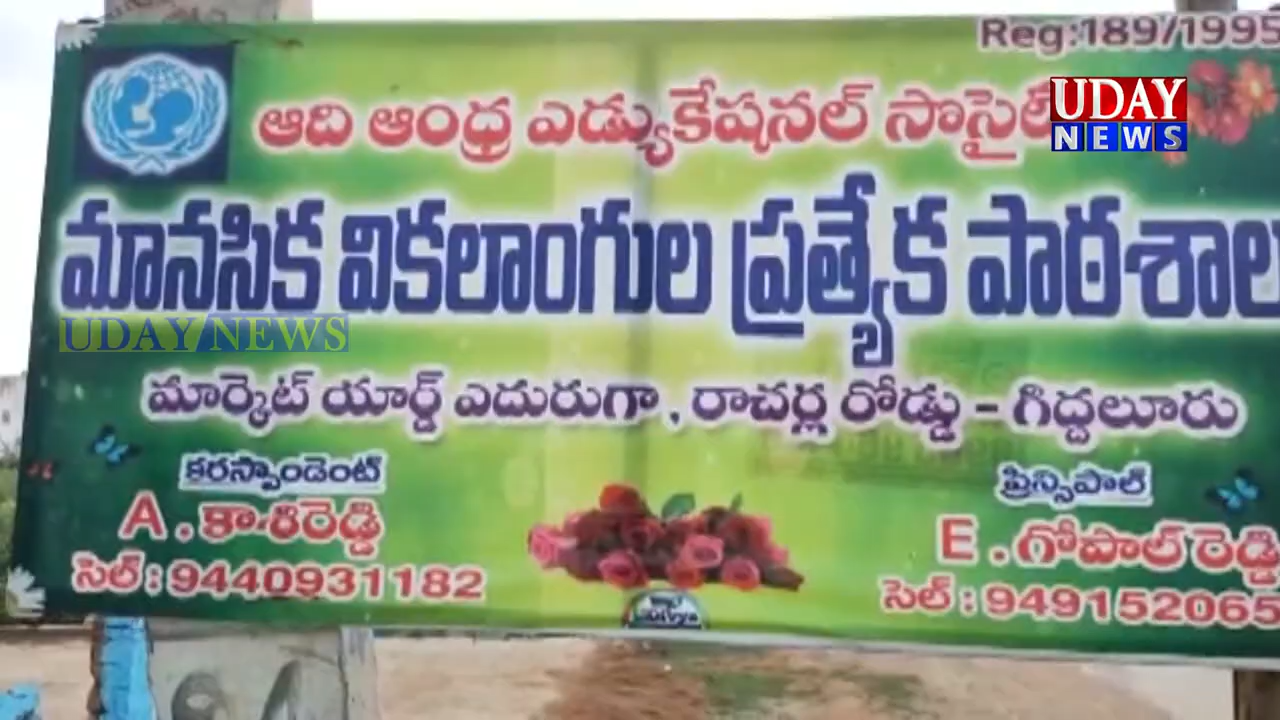 Reg:189/1995
ఆది ఆంధ్ర ఎడ్యుకేషనల్ సొసైటీ
UDAY
NEWS
మానసిక వికలాంగుల ప్రత్యేక పాఠశాల
UDAY NEWS
మార్కెట్ యార్డ్ ఎదురుగా, రాచర్ల రోడ్డు - గిద్దలూరు
కరస్పాండెంట్
A . కాశిరెడ్డి
సెల్ : 9440931182
ప్రిన్సిపాల్
E . గోపాల్ రెడ్డి
సెల్ : 949152065